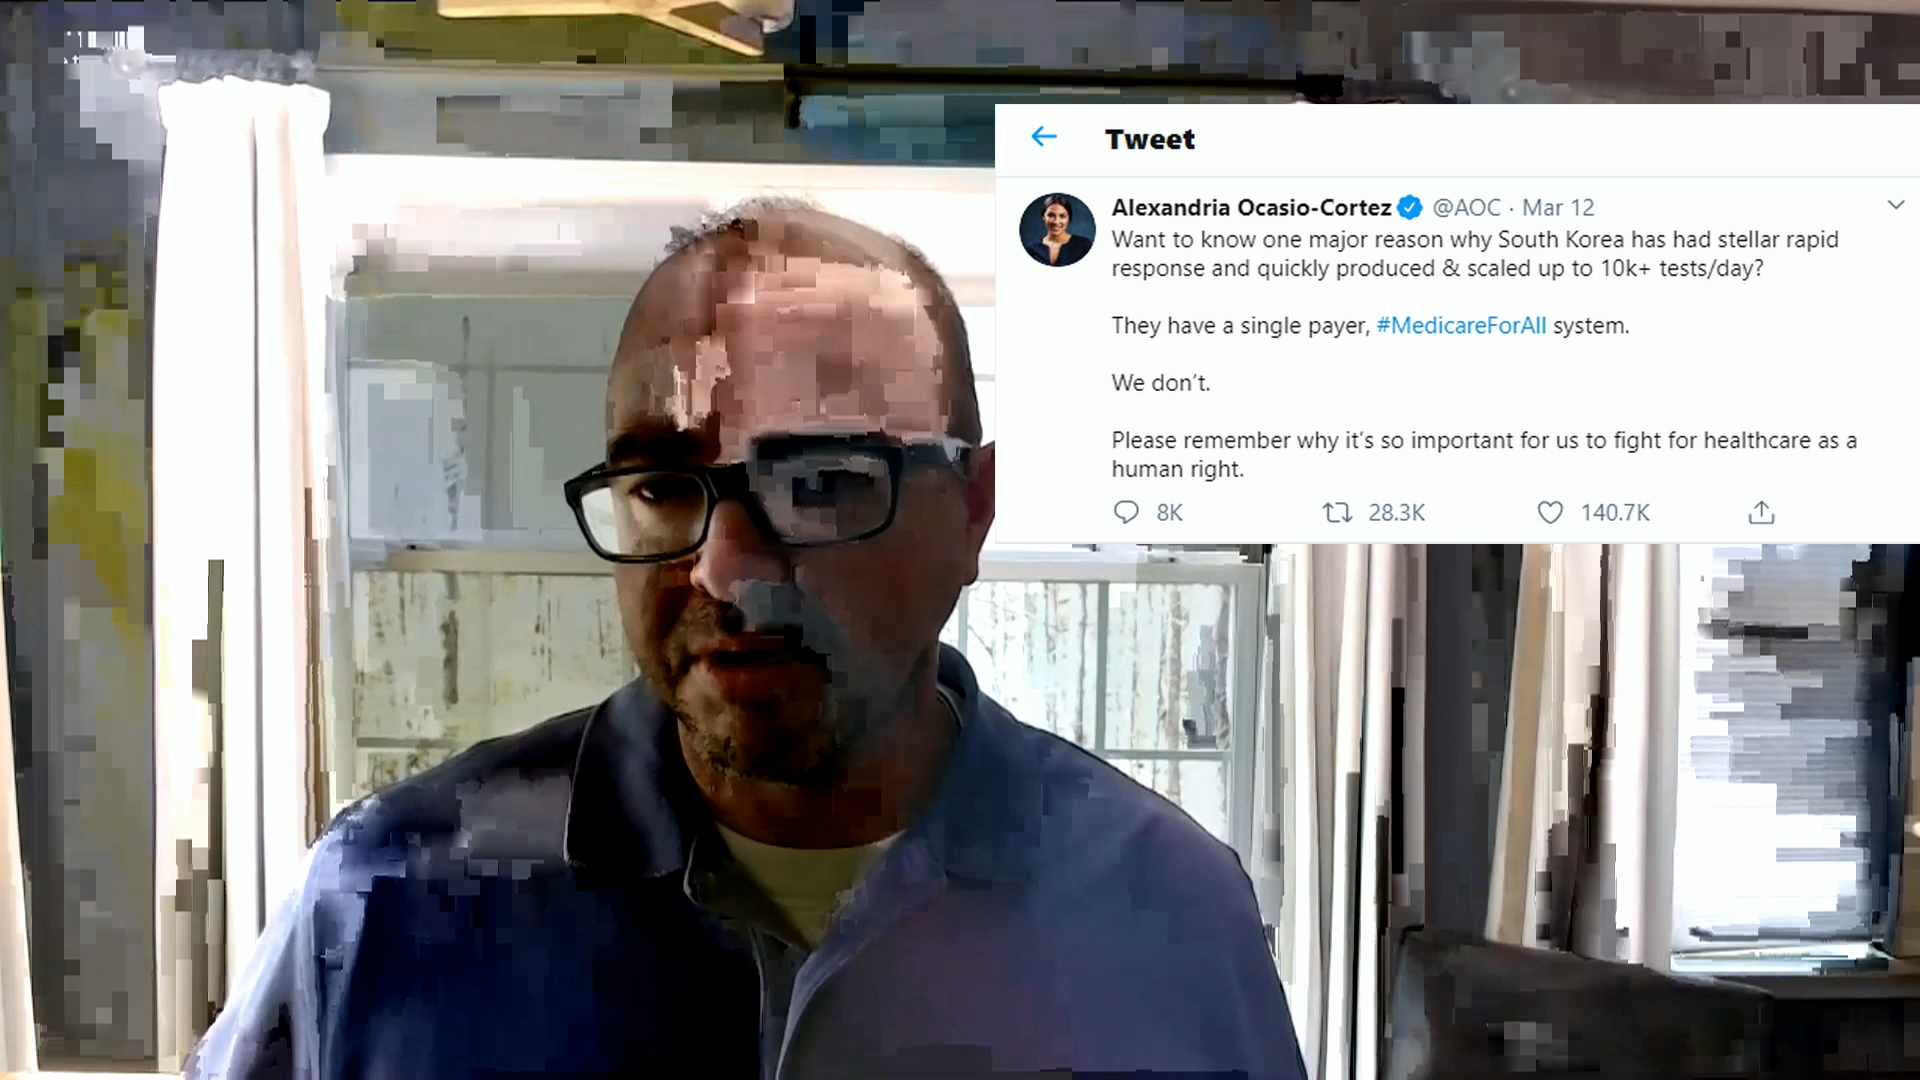 Tweet
Alexandria Ocasio-Cortez @AOC · Mar 12
Want to know one major reason why South Korea has had stellar rapid
response and quickly produced & scaled up to 10k+ tests/day?
They have a single payer, #MedicareForAll system.
We don’t.
Please remember why it’s so important for us to fight for healthcare as a
human right.
8K 28.3K 140.7K